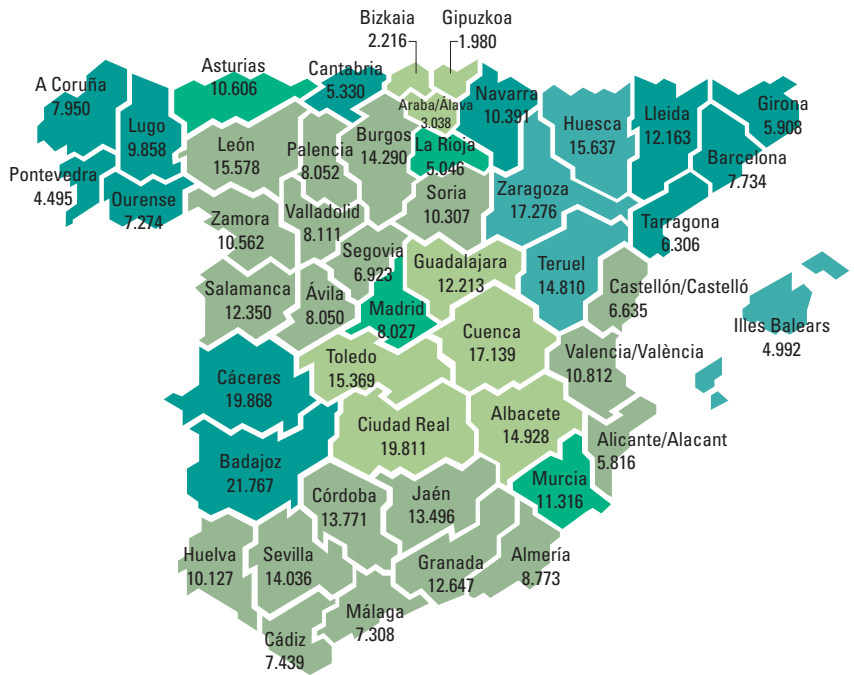 Bizkaia
2.216
Gipuzkoa
1.980
A Coruña
7.950
Asturias
10.606
Cantabria
5.330
Araba/Álava
3.038
Navarra
10.391
Huesca
15.637
Lleida
12.163
Girona
5.908
Lugo
9.858
León
15.578
Palencia
8.052
Burgos
14.290
La Rioja
5.046
Barcelona
7.734
Pontevedra
4.495
Ourense
7.274
Zamora
10.562
Valladolid
8.111
Soria
10.307
Zaragoza
17.276
Tarragona
6.306
Segovia
6.923
Guadalajara
12.213
Teruel
14.810
Castellón/Castelló
6.635
Salamanca
12.350
Ávila
8.050
Madrid
8.027
Cuenca
17.139
Illes Balears
4.992
Toledo
15.369
Valencia/València
10.812
Cáceres
19.868
Ciudad Real
19.811
Albacete
14.928
Alicante/Alacant
5.816
Badajoz
21.767
Córdoba
13.771
Jaén
13.496
Murcia
11.316
Huelva
10.127
Sevilla
14.036
Granada
12.647
Almería
8.773
Málaga
7.308
Cádiz
7.439